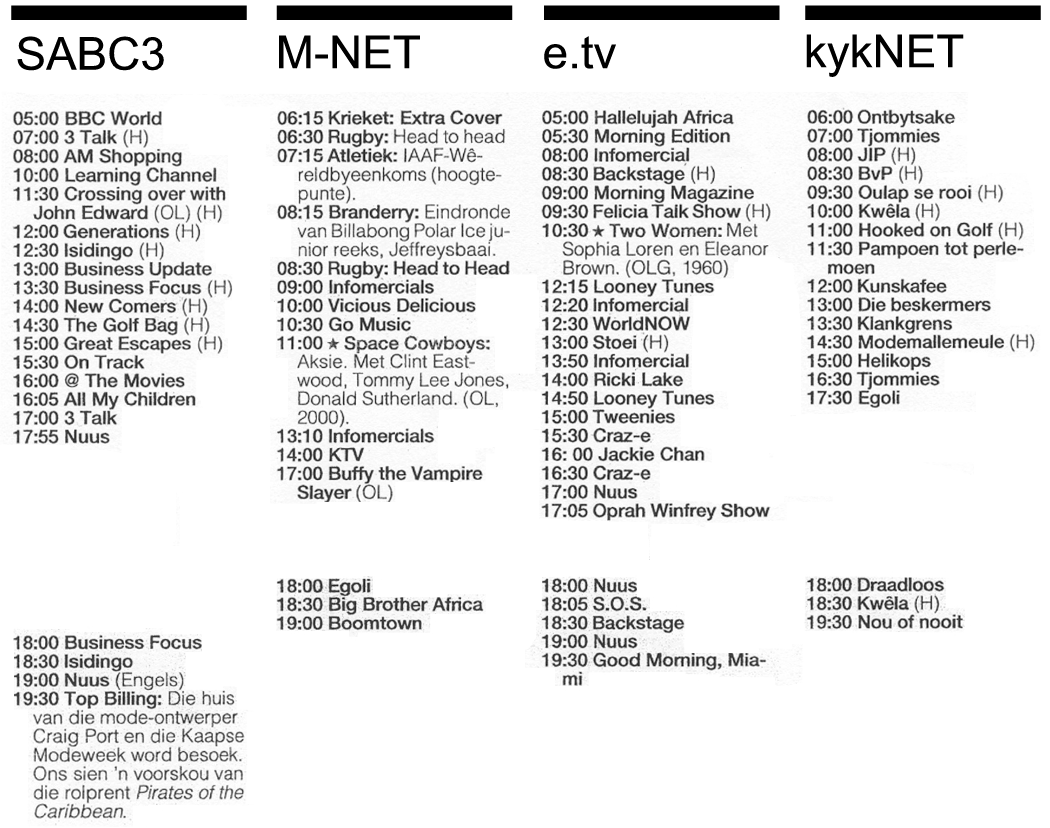 SABC3
05:00 BBC World
07:00 3 Talk (H)
08:00 AM Shopping
10:00 Learning Channel
11:30 Crossing over with
John Edward (OL) (H)
12:00 Generations (H)
12:30 Isidingo (H)
13:00 Business Update
13:30 Business Focus (H)
14:00 New Comers (H)
14:30 The Golf Bag (H)
15:00 Great Escapes (H)
15:30 On Track
16:00 @ The Movies
16:05 All My Children
17:00 3 Talk
17:55 Nuus
18:00 Business Focus
18:30 Isidingo
19:00 Nuus (Engels)
19:30 Top Billing: Die huis
van die mode-ontwerper
Craig Port en die Kaapse
Modeweek word besoek.
Ons sien 'n voorskou van
die rolprent Pirates of the
Caribbean.
M-NET
06:15 Krieket: Extra Cover
06:30 Rugby: Head to head
07:15 Atletiek: IAAF-Wê-
reldbyeenkoms (hoogte-
punte).
08:15 Branderry: Eindronde
van Billabong Polar Ice ju-
nior reeks, Jeffreysbaai.
08:30 Rugby: Head to Head
09:00 Infomercials
10:00 Vicious Delicious
10:30 Go Music
11:00 ★ Space Cowboys:
Aksie. Met Clint East-
wood, Tommy Lee Jones,
Donald Sutherland. (OL,
2000).
13:10 Infomercials
14:00 KTV
17:00 Buffy the Vampire
Slayer (OL)
18:00 Egoli
18:30 Big Brother Africa
19:00 Boomtown
e.tv
05:00 Hallelujah Africa
05:30 Morning Edition
08:00 Infomercial
08:30 Backstage (H)
09:00 Morning Magazine
09:30 Felicia Talk Show (H)
10:30 ★ Two Women: Met
Sophia Loren en Eleanor
Brown. (OLG, 1960)
12:15 Looney Tunes
12:20 Infomercial
12:30 WorldNOW
13:00 Stoei (H)
13:50 Infomercial
14:00 Ricki Lake
14:50 Looney Tunes
15:00 Tweenies
15:30 Craz-e
16: 00 Jackie Chan
16:30 Craz-e
17:00 Nuus
17:05 Oprah Winfrey Show
18:00 Nuus
18:05 S.O.S.
18:30 Backstage
19:00 Nuus
19:30 Good Morning, Mia-
mi
kykNET
06:00 Ontbytsake
07:00 Tjommies
08:00 JIP (H)
08:30 BvP (H)
09:30 Oulap se rooi (H)
10:00 Kwêla (H)
11:00 Hooked on Golf (H)
11:30 Pampoen tot perle-
moen
12:00 Kunskafee
13:00 Die beskermers
13:30 Klankgrens
14:30 Modemallemeule (H)
15:00 Helikops
16:30 Tjommies
17:30 Egoli
18:00 Draadloos
18:30 Kwêla (H)
19:30 Nou of nooit